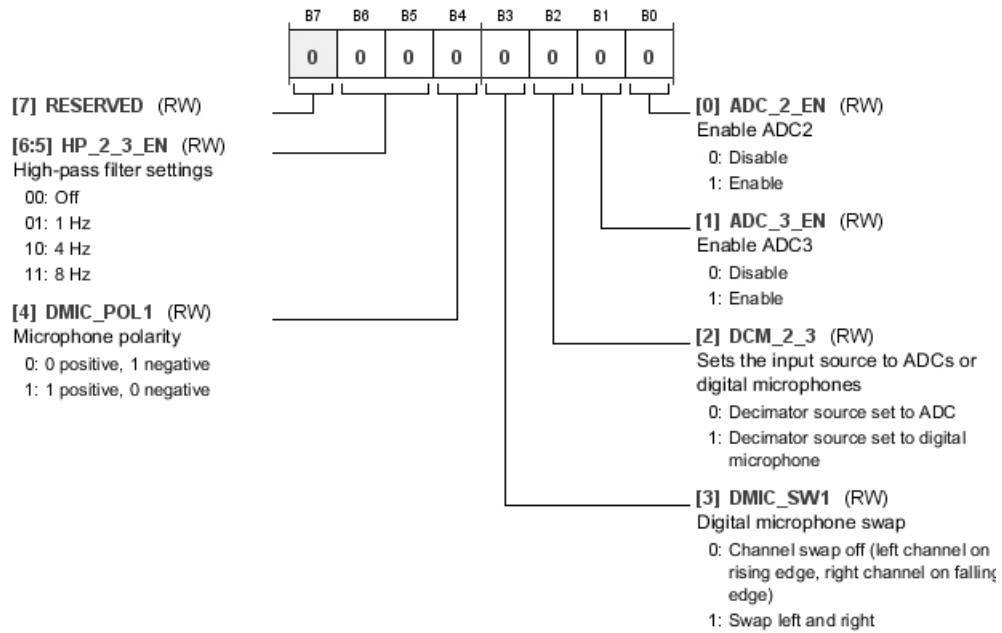 B7 B6 B5 B4 B3 B2 B1 B0
0 0 0 0 0 0 0 0
[7] RESERVED (RW)
[6:5] HP_2_3_EN (RW)
High-pass filter settings
00: Off
01: 1 Hz
10: 4 Hz
11: 8 Hz
[4] DMIC_POL1 (RW)
Microphone polarity
0: 0 positive, 1 negative
1: 1 positive, 0 negative
[0] ADC_2_EN (RW)
Enable ADC2
0: Disable
1: Enable
[1] ADC_3_EN (RW)
Enable ADC3
0: Disable
1: Enable
[2] DCM_2_3 (RW)
Sets the input source to ADCs or
digital microphones
0: Decimator source set to ADC
1: Decimator source set to digital
microphone
[3] DMIC_SW1 (RW)
Digital microphone swap
0: Channel swap off (left channel on
rising edge, right channel on falling
edge)
1: Swap left and right